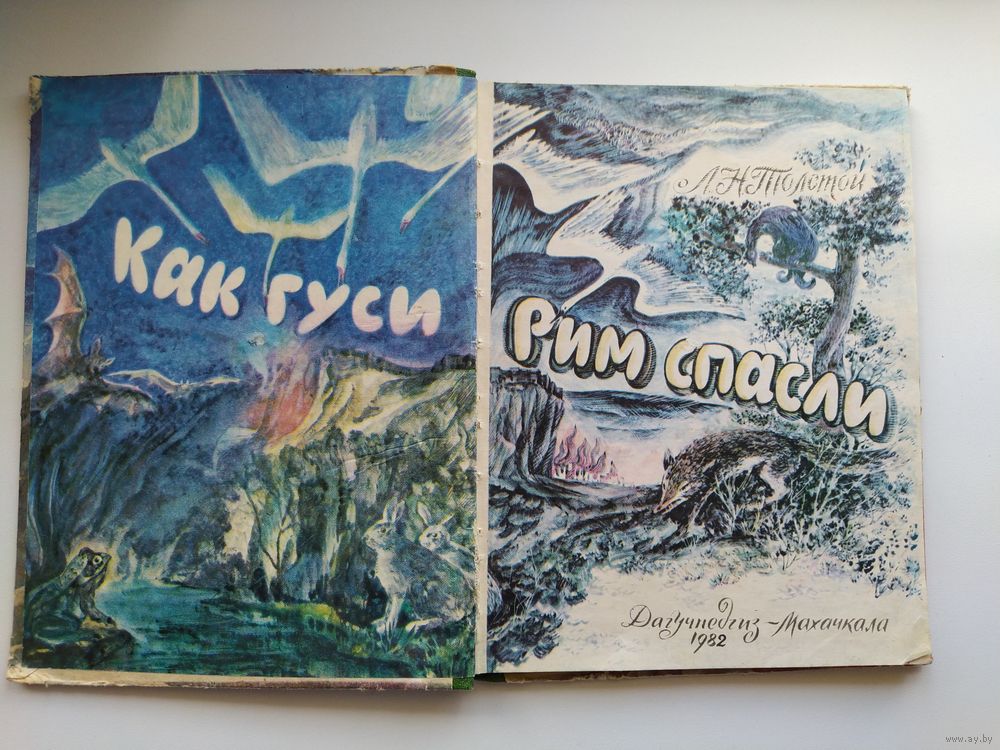 Как гуси
Л.Н.Толстой
Рим спасли
Дагучпедгиз - Махачкала
1982
www.ay.by